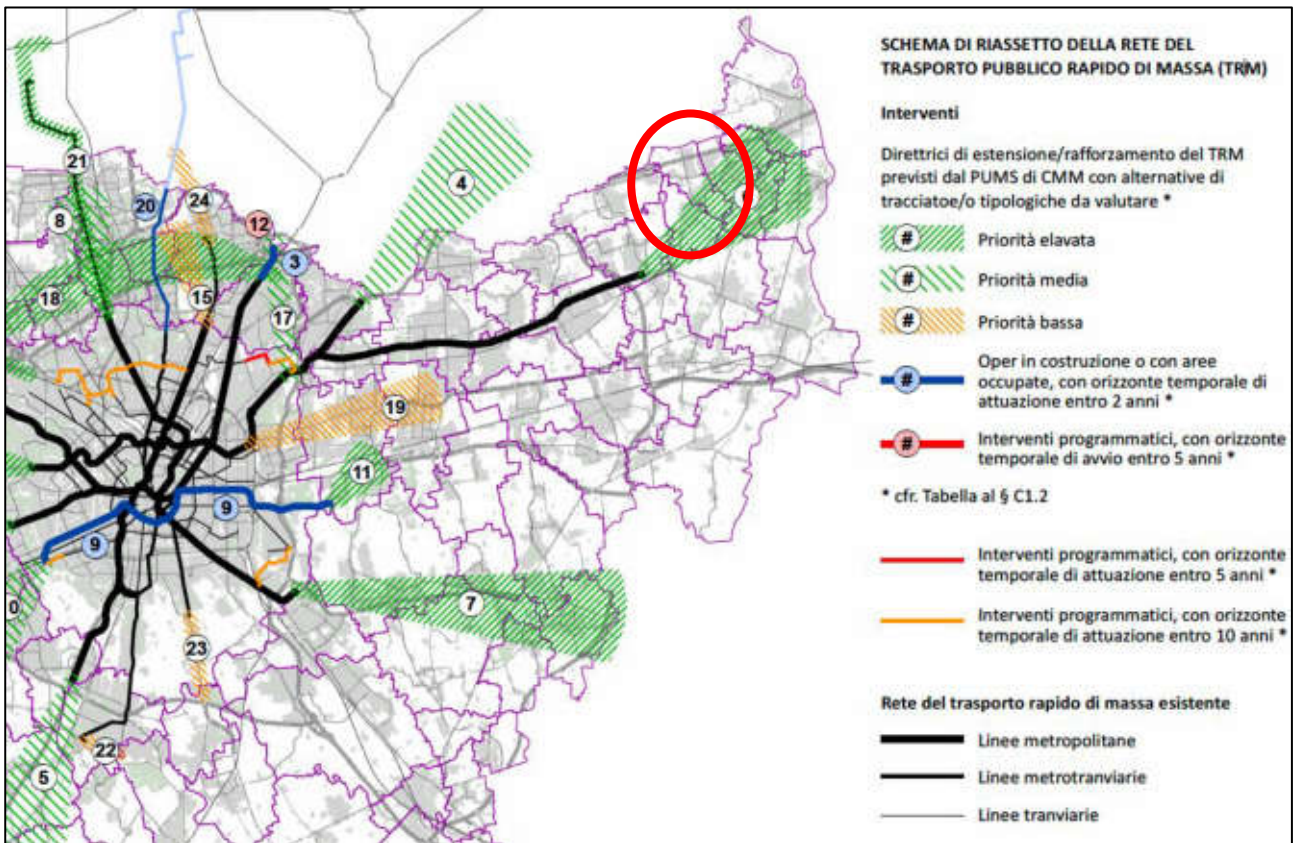 SCHEMA DI RIASSETTO DELLA RETE DEL
TRASPORTO PUBBLICO RAPIDO DI MASSA (TRM)
Interventi
Direttrici di estensione/rafforzamento del TRM
previsti dal PUMS di CMM con alternative di
tracciatoe/o tipologiche da valutare *
# Priorità elavata
# Priorità media
# Priorità bassa
# Oper in costruzione o con aree
occupate, con orizzonte temporale di
attuazione entro 2 anni *
# Interventi programmatici, con orizzonte
temporale di avvio entro 5 anni *
* cfr. Tabella al § C1.2
Interventi programmatici, con orizzonte
temporale di attuazione entro 5 anni *
Interventi programmatici, con orizzonte
temporale di attuazione entro 10 anni *
Rete del trasporto rapido di massa esistente
Linee metropolitane
Linee metrotranviarie
Linee tranviarie
21
4
8
20
24
12
3
18
15
17
19
11
9
9
0
7
23
22
5